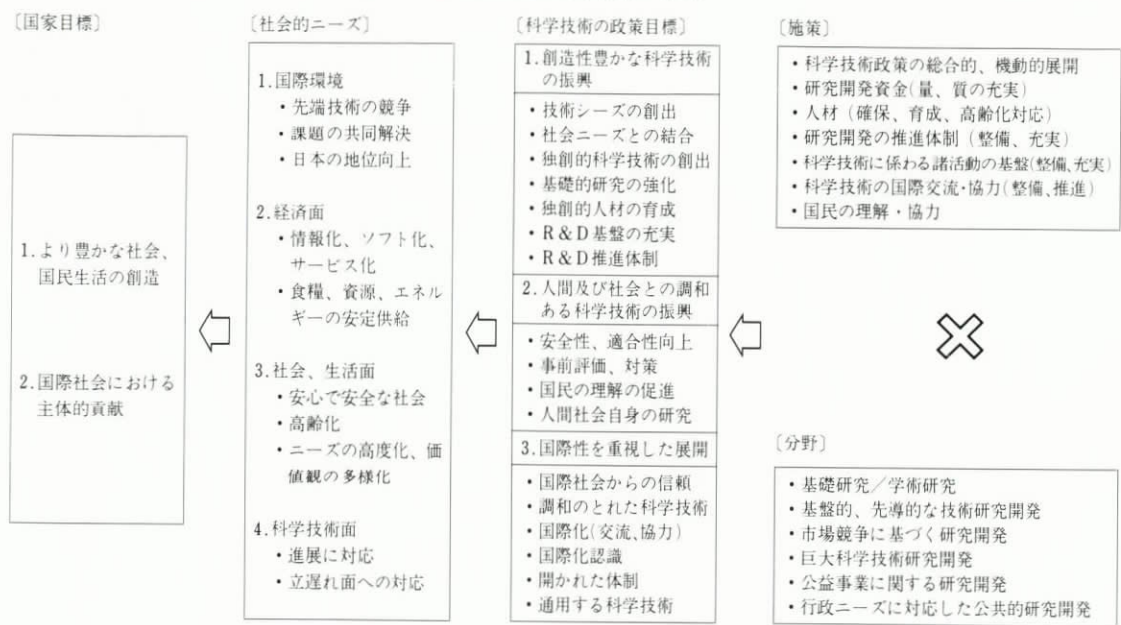 〔国家目標〕
1.より豊かな社会、
国民生活の創造
2.国際社会における
主体的貢献
〔社会的ニーズ〕
1.国際環境
・先端技術の競争
・課題の共同解決
・日本の地位向上
2.経済面
・情報化、ソフト化、
サービス化
・食糧、資源、エネル
ギーの安定供給
3.社会、生活面
・安心で安全な社会
・高齢化
・ニーズの高度化、価
値観の多様化
4.科学技術面
・進展に対応
・立遅れ面への対応
〔科学技術の政策目標〕
1.創造性豊かな科学技術
の振興
・技術シーズの創出
・社会ニーズとの結合
・独創的科学技術の創出
・基礎的研究の強化
・独創的人材の育成
・R&D基盤の充実
・R&D推進体制
2.人間及び社会との調和
ある科学技術の振興
・安全性、適合性向上
・事前評価、対策
・国民の理解の促進
・人間社会自身の研究
3.国際性を重視した展開
・国際社会からの信頼
・調和のとれた科学技術
・国際化(交流、協力)
・国際化認識
・開かれた体制
・通用する科学技術
〔施策〕
・科学技術政策の総合的、機動的展開
・研究開発資金(量、質の充実)
・人材(確保、育成、高齢化対応)
・研究開発の推進体制(整備、充実)
・科学技術に係わる諸活動の基盤(整備、充実)
・科学技術の国際交流・協力(整備、推進)
・国民の理解・協力
〔分野〕
・基礎研究/学術研究
・基盤的、先導的な技術研究開発
・市場競争に基づく研究開発
・巨大科学技術研究開発
・公益事業に関する研究開発
・行政ニーズに対応した公共的研究開発